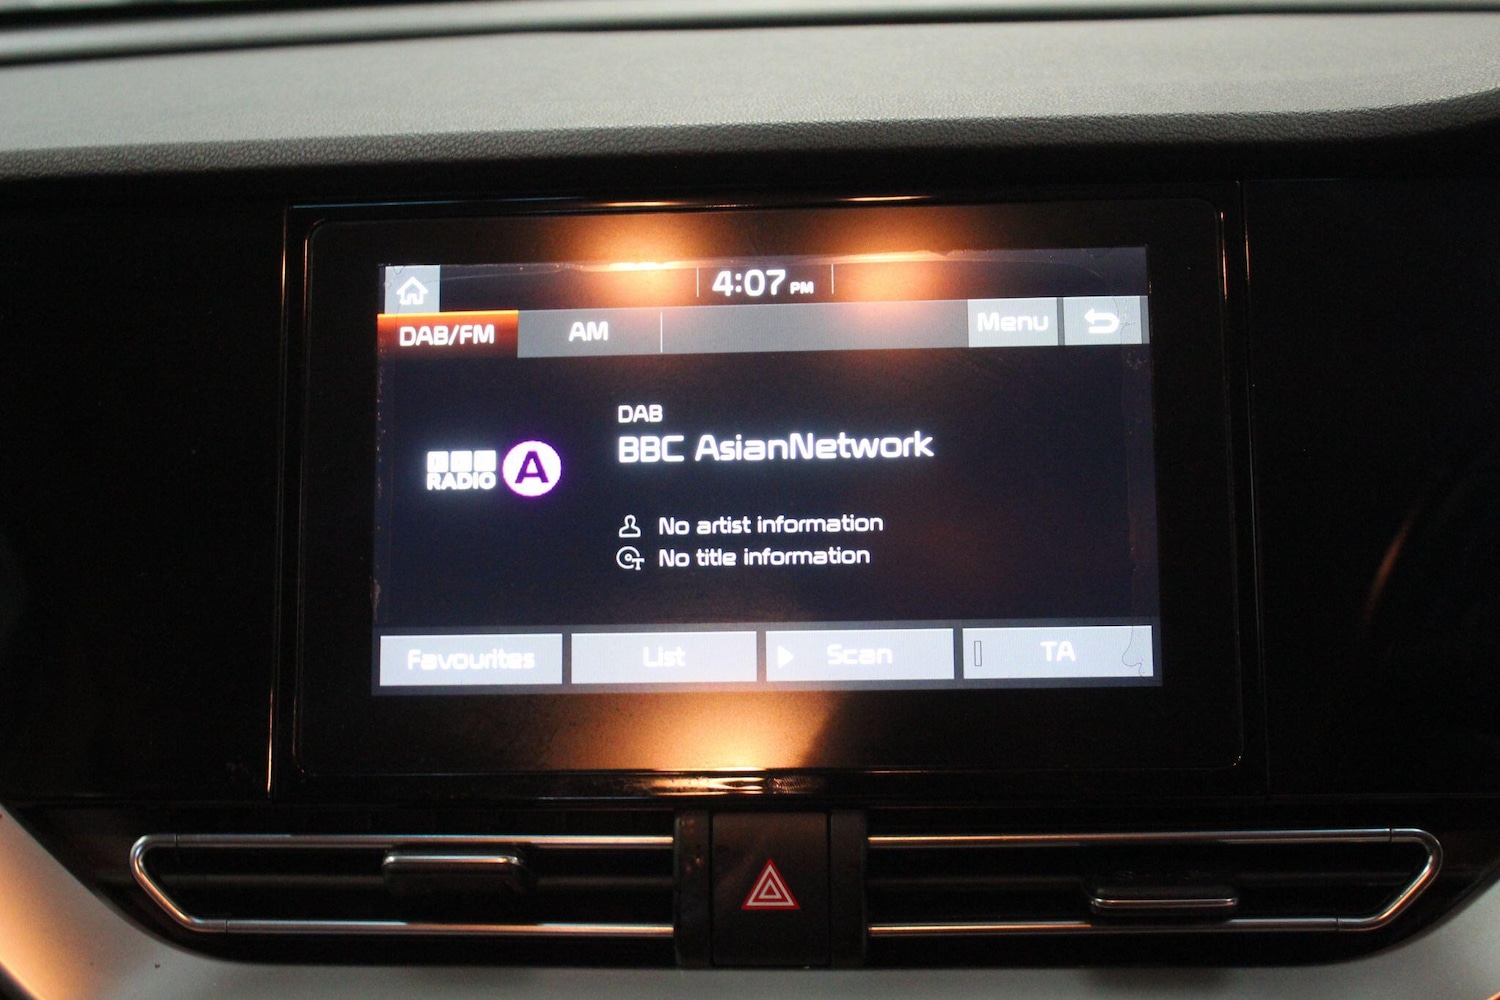 4:07 PM
DAB/FM AM Menu
DAB
BBC AsianNetwork
BBC
RADIO A
No artist information
No title information
Favourites List Scan TA